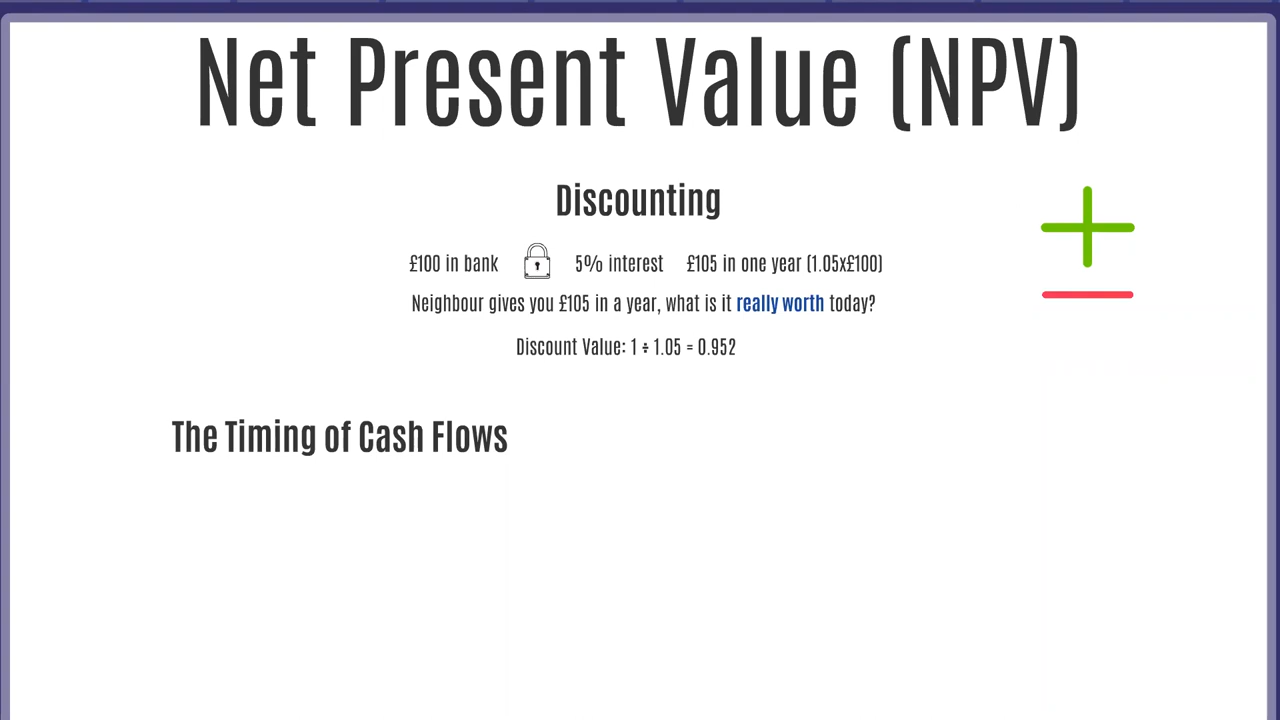 Net Present Value (NPV)
Discounting
£100 in bank 5% interest £105 in one year (1.05x£100)
Neighbour gives you £105 in a year, what is it really worth today?
Discount Value: 1 ÷ 1.05 = 0.952
The Timing of Cash Flows